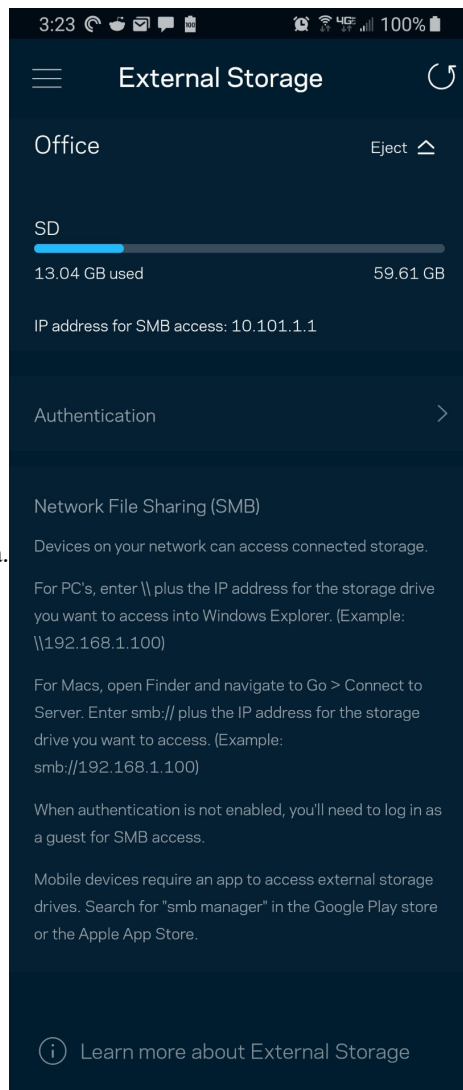 3:23 100 4GE 100%
External Storage
Office Eject
SD
13.04 GB used 59.61 GB
IP address for SMB access: 10.101.1.1
Authentication
Network File Sharing (SMB)
Devices on your network can access connected storage.
For PC's, enter \\ plus the IP address for the storage drive
you want to access into Windows Explorer. (Example:
\\192.168.1.100)
For Macs, open Finder and navigate to Go > Connect to
Server. Enter smb:// plus the IP address for the storage
drive you want to access. (Example:
smb://192.168.1.100)
When authentication is not enabled, you'll need to log in as
a guest for SMB access.
Mobile devices require an app to access external storage
drives. Search for "smb manager" in the Google Play store
or the Apple App Store.
Learn more about External Storage